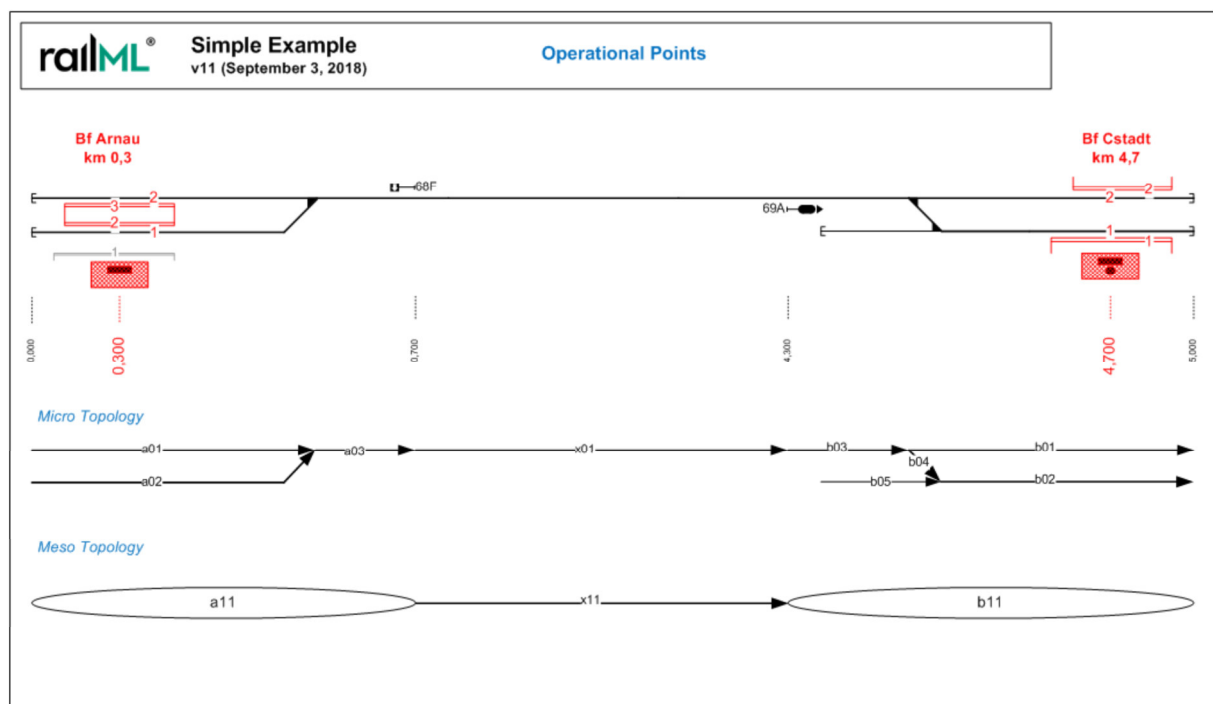 railML®
Simple Example
v11 (September 3, 2018)
Operational Points
Bf Arnau
km 0,3
Bf Cstadt
km 4,7
68F
2
2
3
2
69A
2
1
1
1
1
1
0,000
0,300
0,700
4,300
4,700
5,000
Micro Topology
a01
a03
x01
b03
b01
b04
a02
b05
b02
Meso Topology
a11
x11
b11